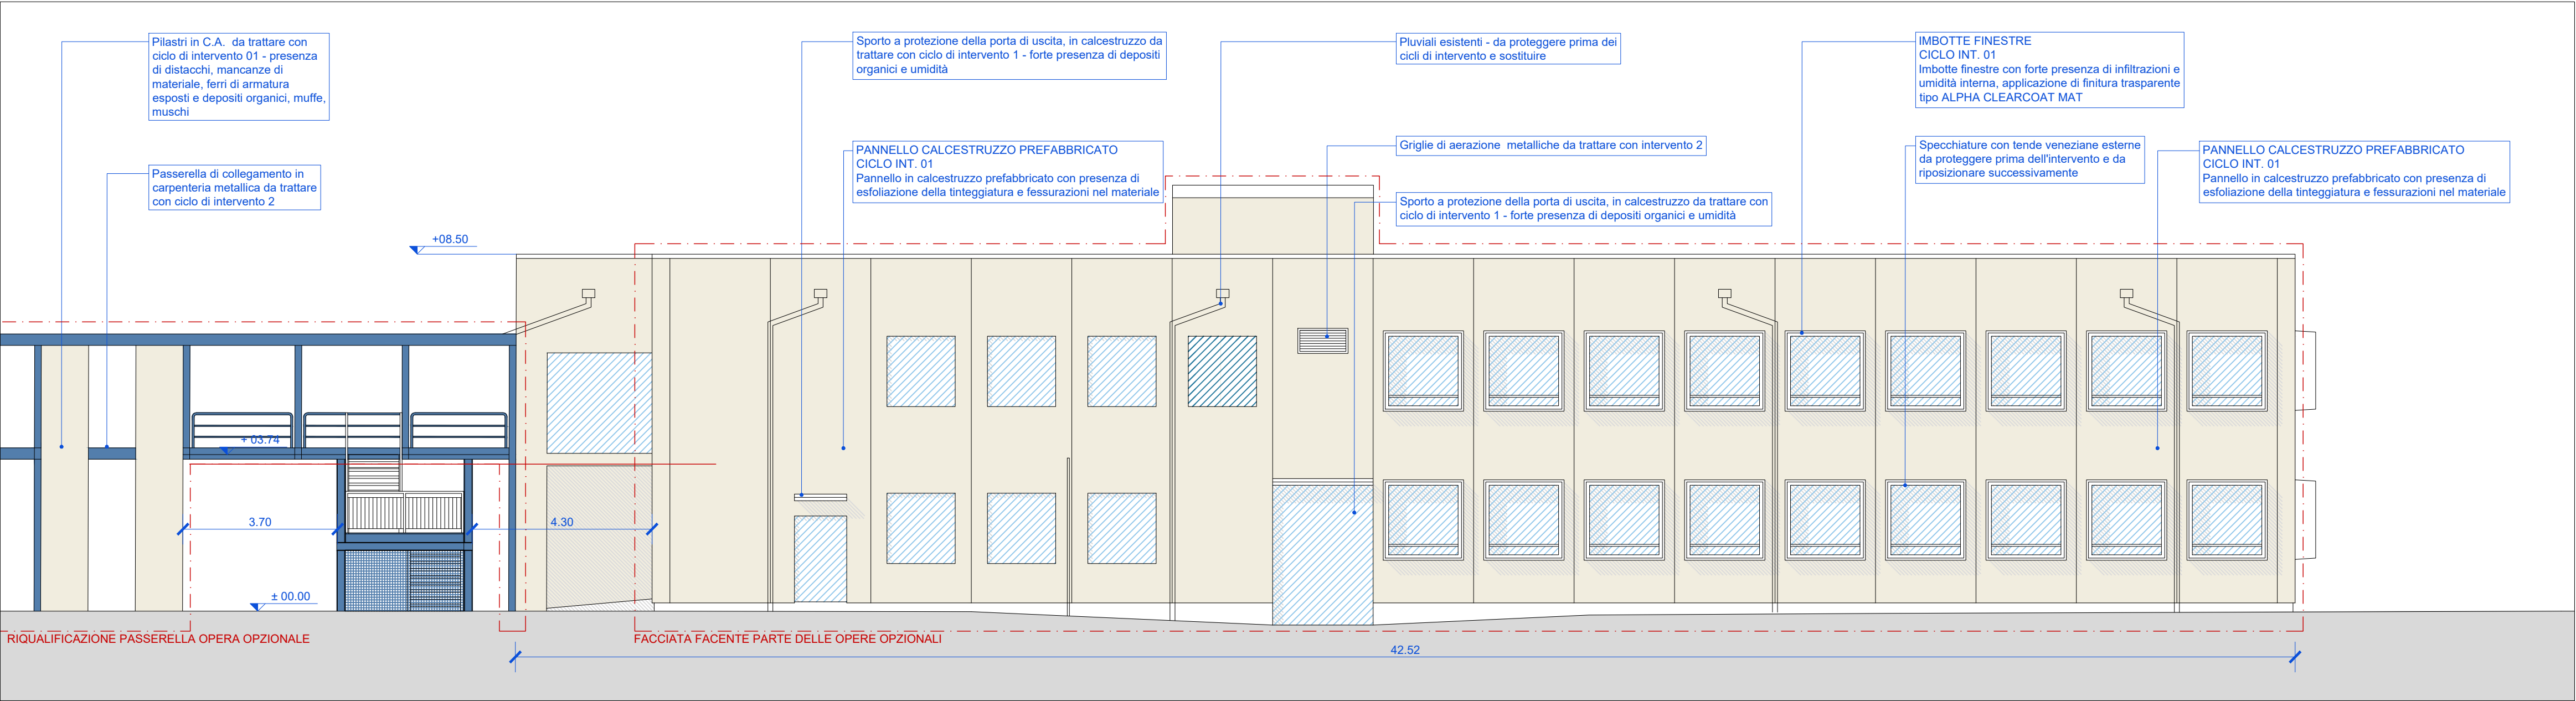 Pilastri in C.A.  da trattare con
ciclo di intervento 01 - presenza
di distacchi, mancanze di
materiale, ferri di armatura
esposti e depositi organici, muffe,
muschi
Passerella di collegamento in
carpenteria metallica da trattare
con ciclo di intervento 2
Sporto a protezione della porta di uscita, in calcestruzzo da
trattare con ciclo di intervento 1 - forte presenza di depositi
organici e umidità
PANNELLO CALCESTRUZZO PREFABBRICATO
CICLO INT. 01
Pannello in calcestruzzo prefabbricato con presenza di
esfoliazione della tinteggiatura e fessurazioni nel materiale
Pluviali esistenti - da proteggere prima dei
cicli di intervento e sostituire
Griglie di aerazione  metalliche da trattare con intervento 2
Sporto a protezione della porta di uscita, in calcestruzzo da trattare con
ciclo di intervento 1 - forte presenza di depositi organici e umidità
IMBOTTE FINESTRE
CICLO INT. 01
Imbotte finestre con forte presenza di infiltrazioni e
umidità interna, applicazione di finitura trasparente
tipo ALPHA CLEARCOAT MAT
Specchiature con tende veneziane esterne
da proteggere prima dell'intervento e da
riposizionare successivamente
PANNELLO CALCESTRUZZO PREFABBRICATO
CICLO INT. 01
Pannello in calcestruzzo prefabbricato con presenza di
esfoliazione della tinteggiatura e fessurazioni nel materiale
+08.50
+ 03.74
3.70
4.30
± 00.00
RIQUALIFICAZIONE PASSERELLA OPERA OPZIONALE
FACCIATA FACENTE PARTE DELLE OPERE OPZIONALI
42.52